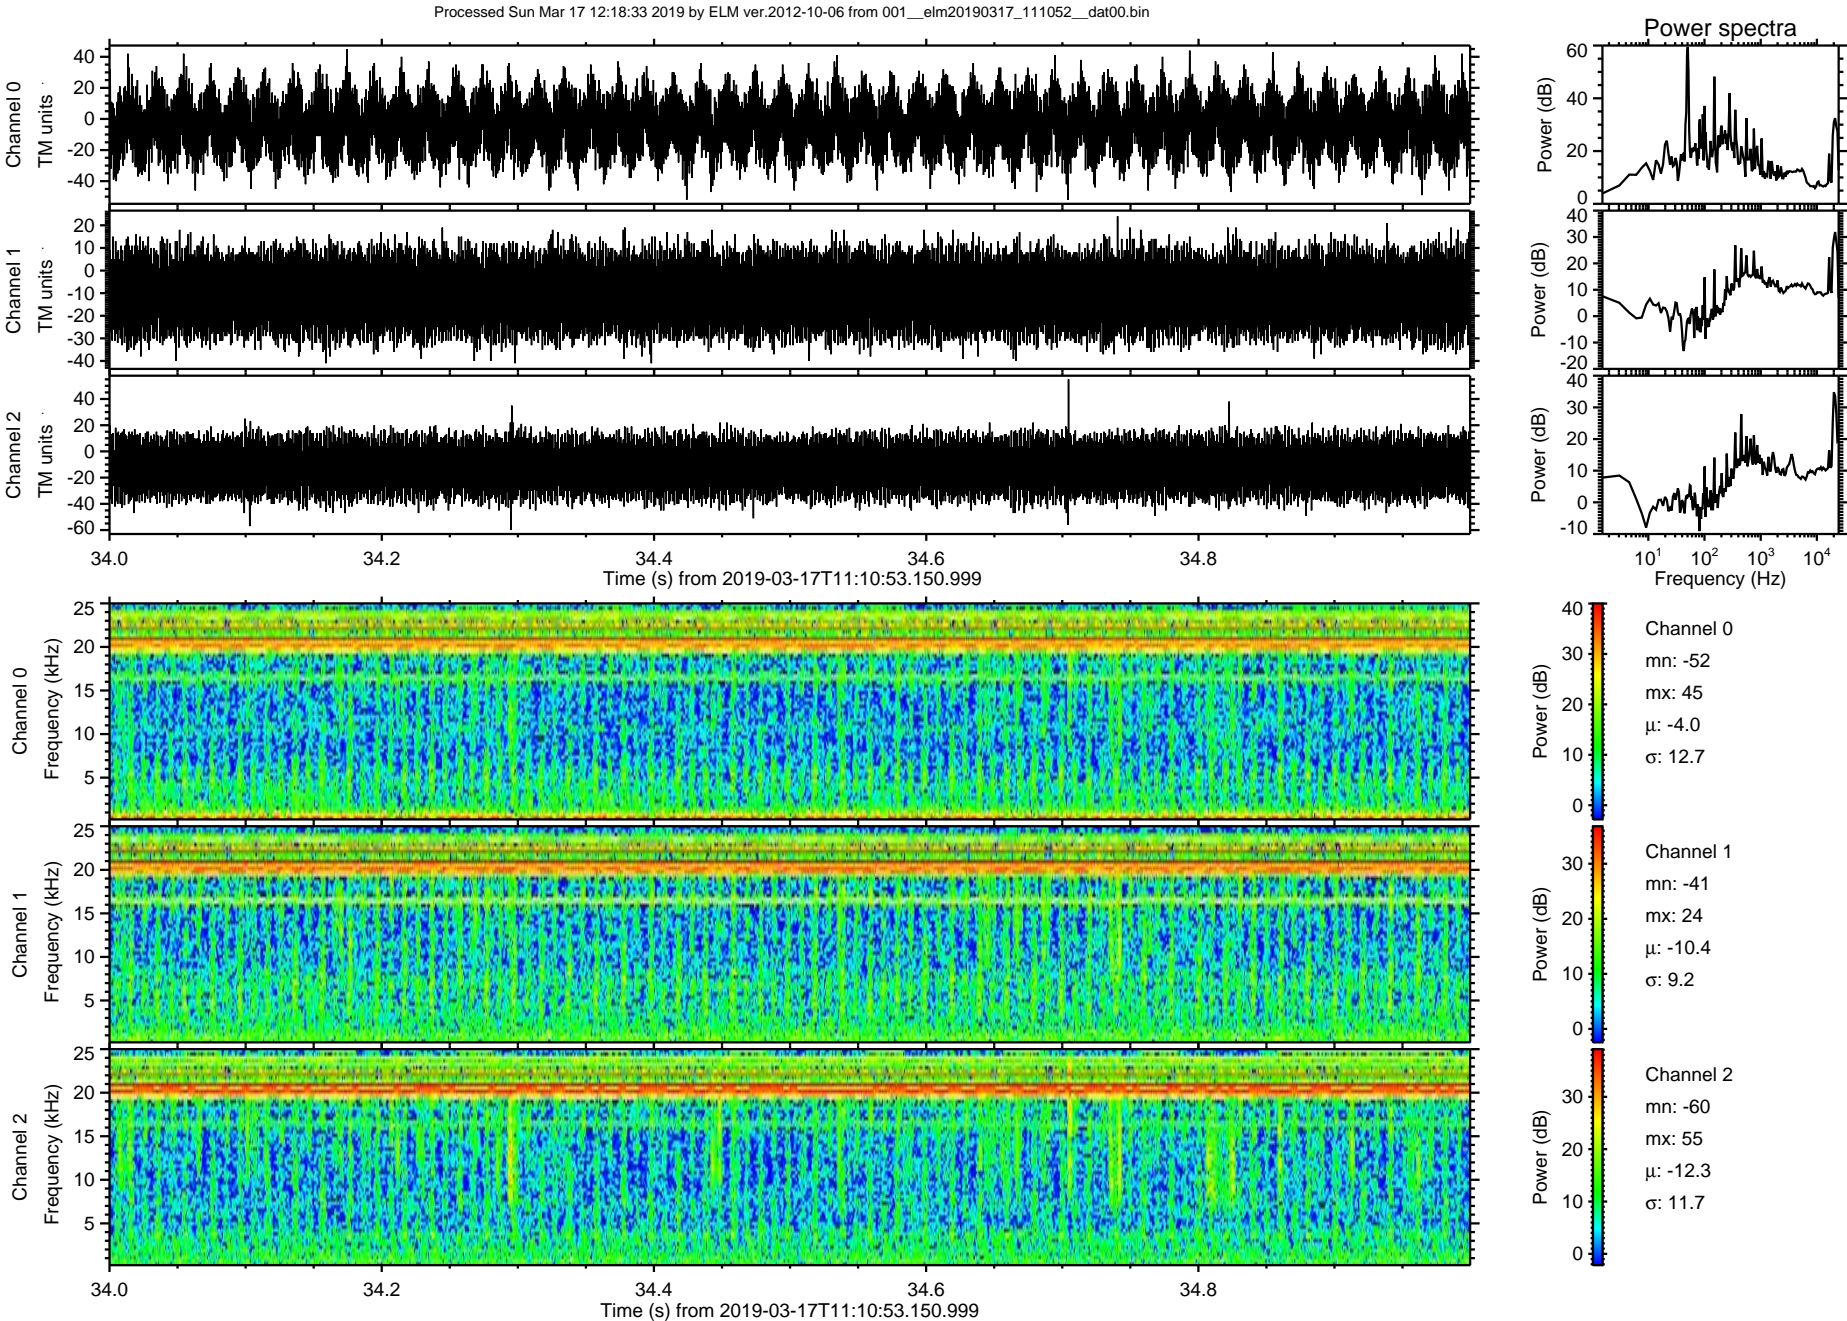 Processed Sun Mar 17 12:18:33 2019 by ELM ver.2012-10-06 from 001__elm20190317_111052__dat00.bin
Power spectra
Channel 0
TM units
40
20
0
-20
-40
Power (dB)
60
40
20
0
Channel 1
TM units
20
10
0
-10
-20
-30
-40
Power (dB)
40
30
20
10
0
-10
-20
Channel 2
TM units
40
20
0
-20
-40
-60
Power (dB)
40
30
20
10
0
-10
34.0 34.2 34.4 34.6 34.8
Time (s) from 2019-03-17T11:10:53.150.999
10¹ 10² 10³ 10⁴
Frequency (Hz)
Channel 0
Frequency (kHz)
25
20
15
10
5
Power (dB)
40
30
20
10
0
Channel 0
mn: -52
mx: 45
μ: -4.0
σ: 12.7
Channel 1
Frequency (kHz)
25
20
15
10
5
Power (dB)
30
20
10
0
Channel 1
mn: -41
mx: 24
μ: -10.4
σ: 9.2
Channel 2
Frequency (kHz)
25
20
15
10
5
Power (dB)
30
20
10
0
Channel 2
mn: -60
mx: 55
μ: -12.3
σ: 11.7
34.0 34.2 34.4 34.6 34.8
Time (s) from 2019-03-17T11:10:53.150.999